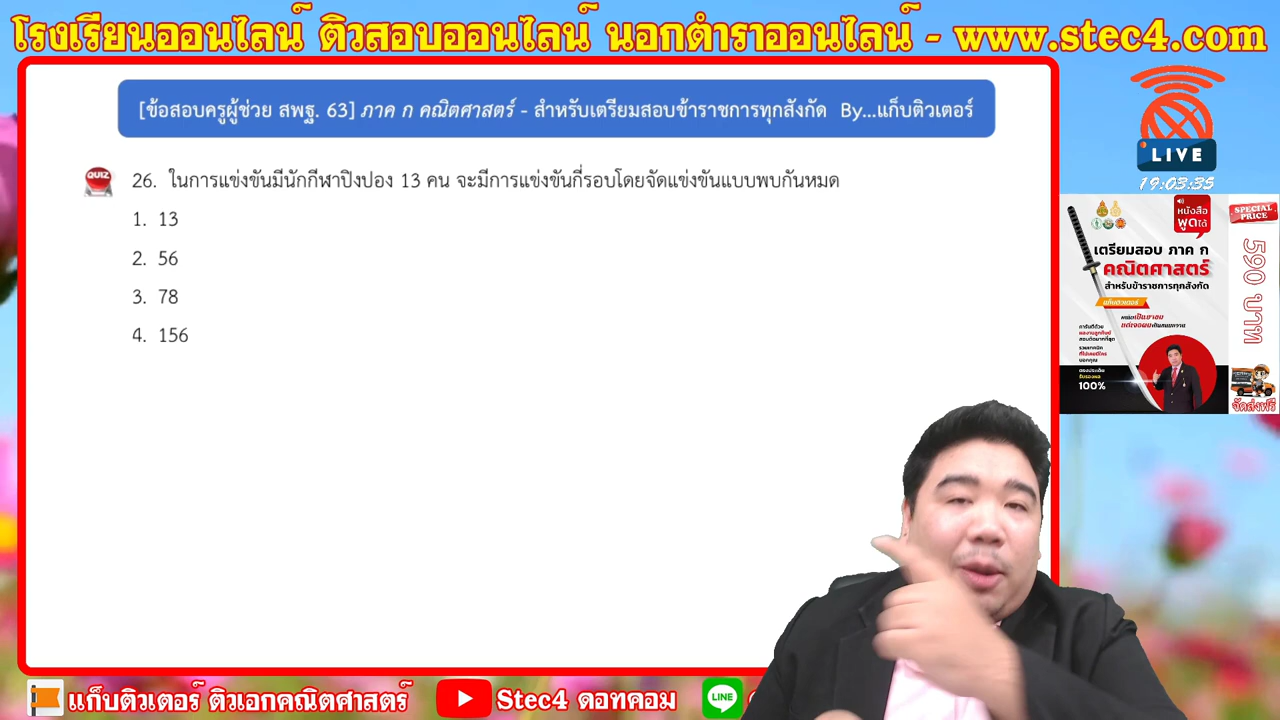 โรงเรียนออนไลน์ ติวสอบออนไลน์ นอกตำราออนไลน์ - www.stec4.com
[ข้อสอบครูผู้ช่วย สพฐ. 63] ภาค ก คณิตศาสตร์ - สำหรับเตรียมสอบข้าราชการทุกสังกัด By...แก็บติวเตอร์
QUIZ
26. ในการแข่งขันมีนักกีฬาปิงปอง 13 คน จะมีการแข่งขันกี่รอบโดยจัดแข่งขันแบบพบกันหมด
1. 13
2. 56
3. 78
4. 156
LIVE
19:03:35
หนังสือ
พูดได้
SPECIAL
PRICE
590 บาท
เตรียมสอบ ภาค ก
คณิตศาสตร์
สำหรับข้าราชการทุกสังกัด
แก็บติวเตอร์
100%
จัดส่งฟรี
แก็บติวเตอร์ ติวเอกคณิตศาสตร์
Stec4 ดอทคอม
LINE